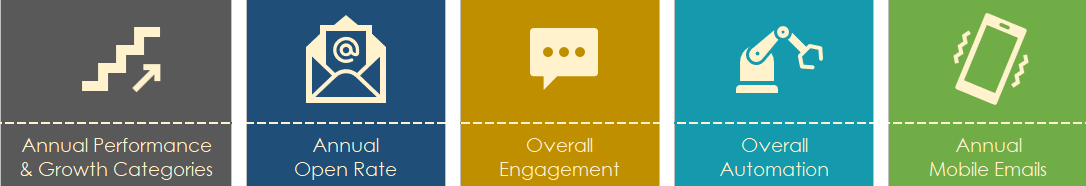 Annual Performance
& Growth Categories
Annual
Open Rate
Overall
Engagement
Overall
Automation
Annual
Mobile Emails